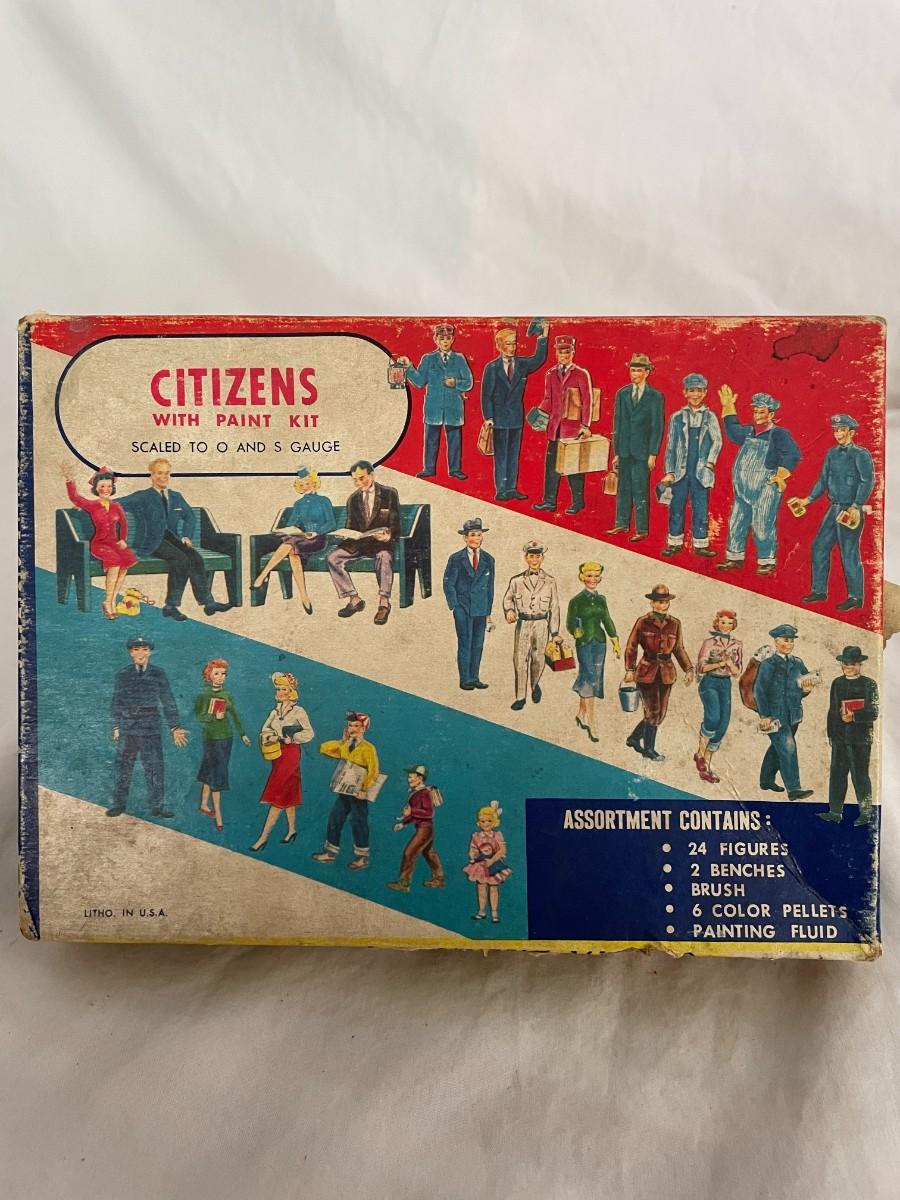 CITIZENS
WITH PAINT KIT
SCALED TO O AND S GAUGE
ASSORTMENT CONTAINS:
• 24 FIGURES
• 2 BENCHES
• BRUSH
• 6 COLOR PELLETS
• PAINTING FLUID
LITHO. IN U.S.A.